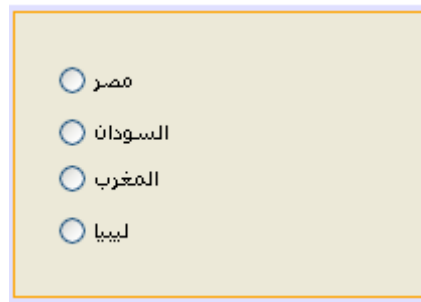 مصر
السودان
المغرب
ليبيا